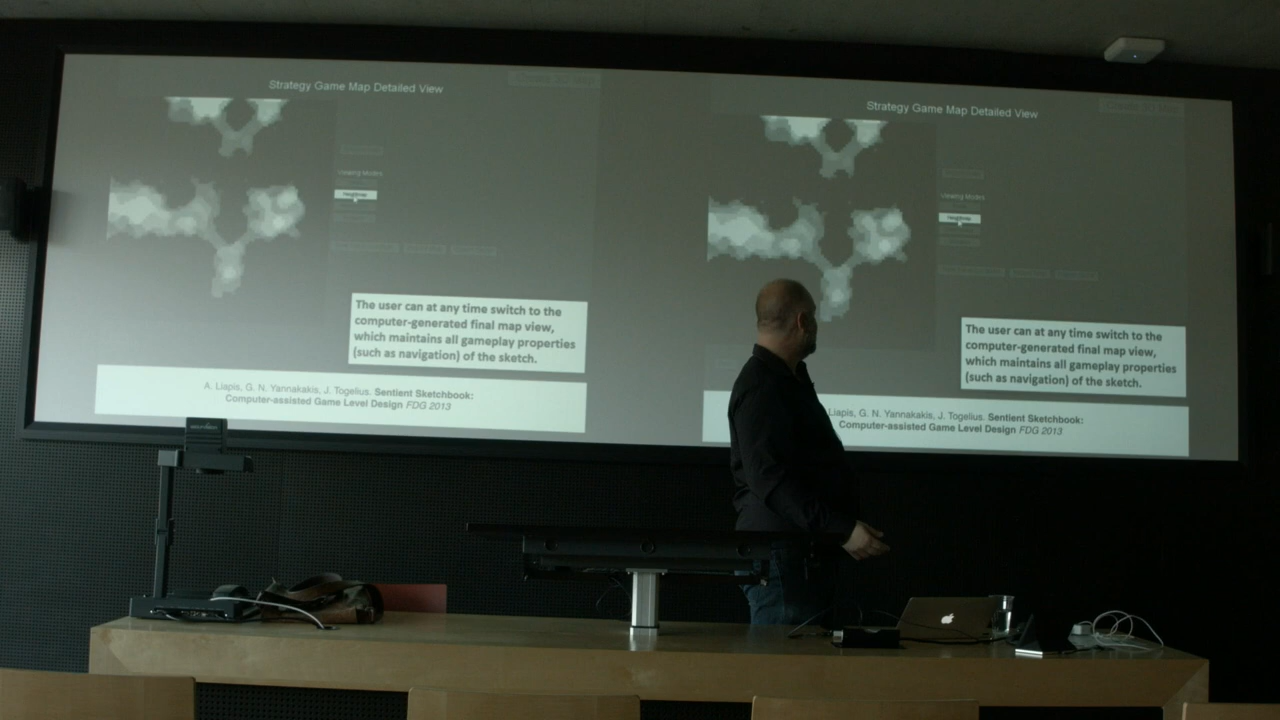 Strategy Game Map Detailed View
Viewing Modes
Heightmap
The user can at any time switch to the
computer-generated final map view,
which maintains all gameplay properties
(such as navigation) of the sketch.
A. Liapis, G. N. Yannakakis, J. Togelius. Sentient Sketchbook:
Computer-assisted Game Level Design FDG 2013
Strategy Game Map Detailed View
Viewing Modes
Heightmap
The user can at any time switch to the
computer-generated final map view,
which maintains all gameplay properties
(such as navigation) of the sketch.
Liapis, G. N. Yannakakis, J. Togelius. Sentient Sketchbook:
Computer-assisted Game Level Design FDG 2013